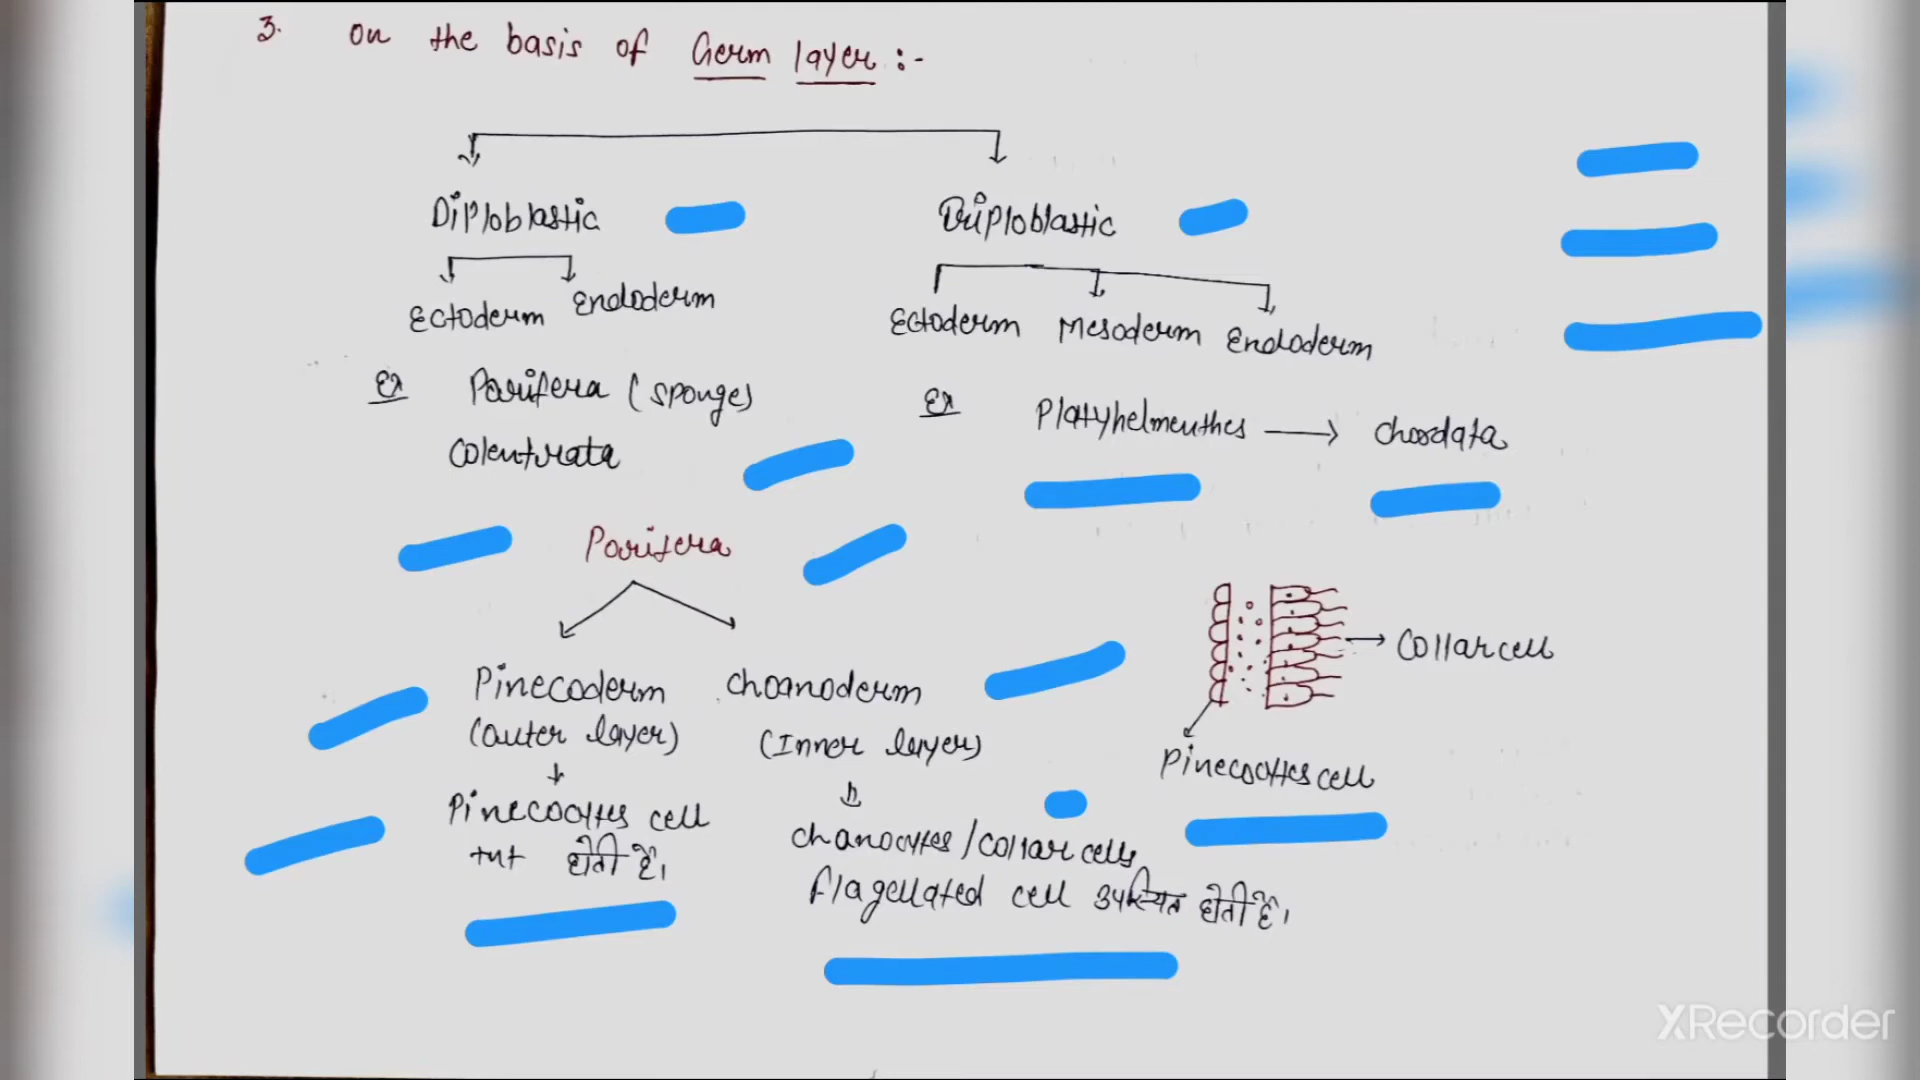 3. on the basis of Germ layer :-
Diploblastic
Triploblastic
Ectoderm Endoderm
Ectoderm Mesoderm Endoderm
Ex Porifera (sponge)
Colentrata
Ex Platyhelmenthes → Chordata
Porifera
Pinecoderm choanoderm
(outer layer) (Inner layer)
Collar cell
Pinecocytes cell
Pinecocytes cell
होती है।
chanocytes/collar cells
flagellated cell उपस्थित होती है।
XRecorder